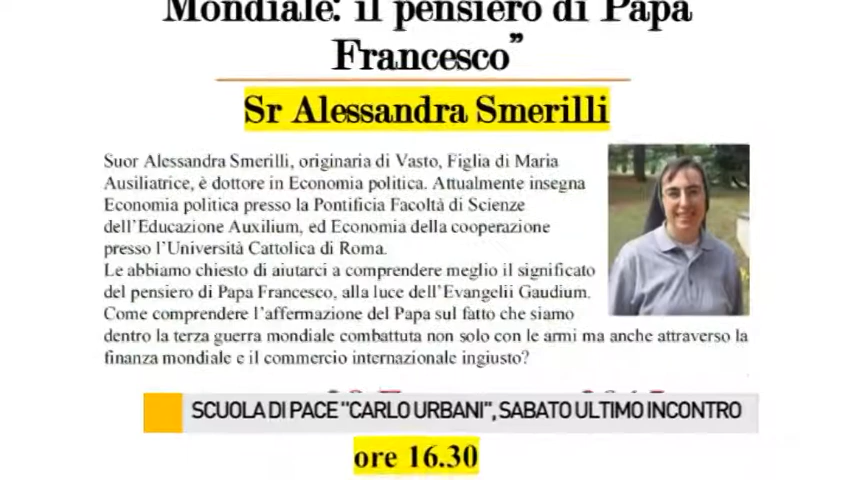 Mondiale: il pensiero di Papa
Francesco"
Sr Alessandra Smerilli
Suor Alessandra Smerilli, originaria di Vasto, Figlia di Maria
Ausiliatrice, è dottore in Economia politica. Attualmente insegna
Economia politica presso la Pontificia Facoltà di Scienze
dell'Educazione Auxilium, ed Economia della cooperazione
presso l'Università Cattolica di Roma.
Le abbiamo chiesto di aiutarci a comprendere meglio il significato
del pensiero di Papa Francesco, alla luce dell'Evangelii Gaudium.
Come comprendere l'affermazione del Papa sul fatto che siamo
dentro la terza guerra mondiale combattuta non solo con le armi ma anche attraverso la
finanza mondiale e il commercio internazionale ingiusto?
SCUOLA DI PACE "CARLO URBANI", SABATO ULTIMO INCONTRO
ore 16.30